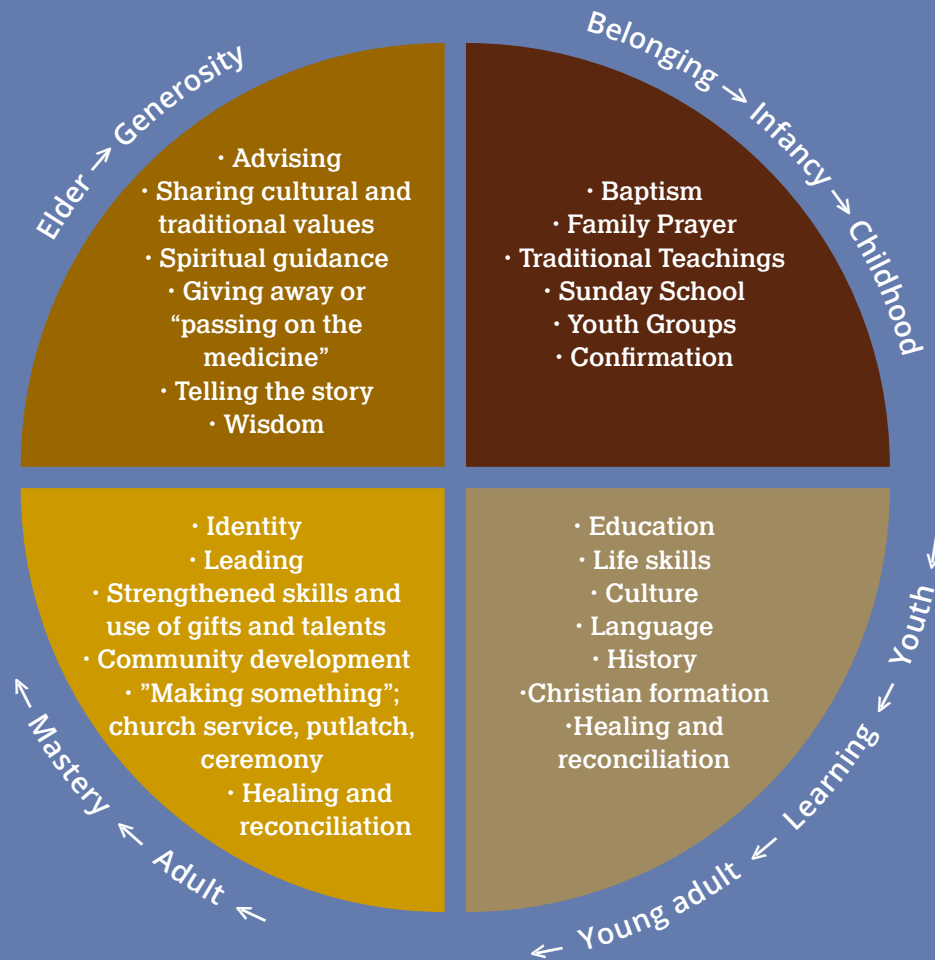 Elder → Generosity
· Advising
· Sharing cultural and
traditional values
· Spiritual guidance
· Giving away or
“passing on the
medicine”
· Telling the story
· Wisdom
Belonging → Infancy → Childhood
· Baptism
· Family Prayer
· Traditional Teachings
· Sunday School
· Youth Groups
· Confirmation
← Youth ← Learning ← Young adult ←
· Education
· Life skills
· Culture
· Language
· History
·Christian formation
·Healing and
reconciliation
← Adult ← Mastery ←
· Identity
· Leading
· Strengthened skills and
use of gifts and talents
· Community development
· ”Making something”;
church service, putlatch,
ceremony
· Healing and
reconciliation